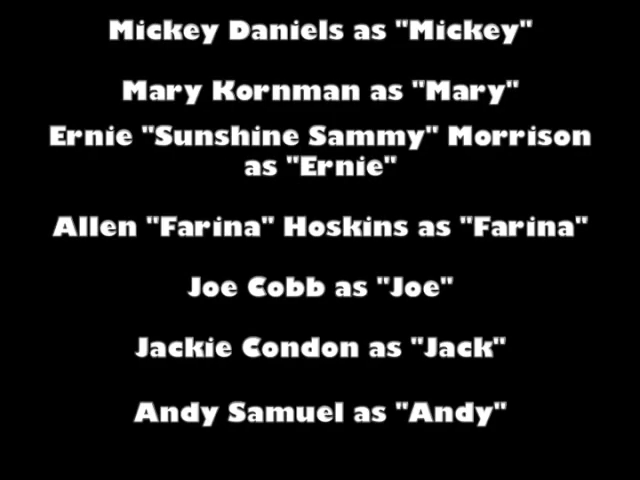 Mickey Daniels as "Mickey"
Mary Kornman as "Mary"
Ernie "Sunshine Sammy" Morrison
as "Ernie"
Allen "Farina" Hoskins as "Farina"
Joe Cobb as "Joe"
Jackie Condon as "Jack"
Andy Samuel as "Andy"